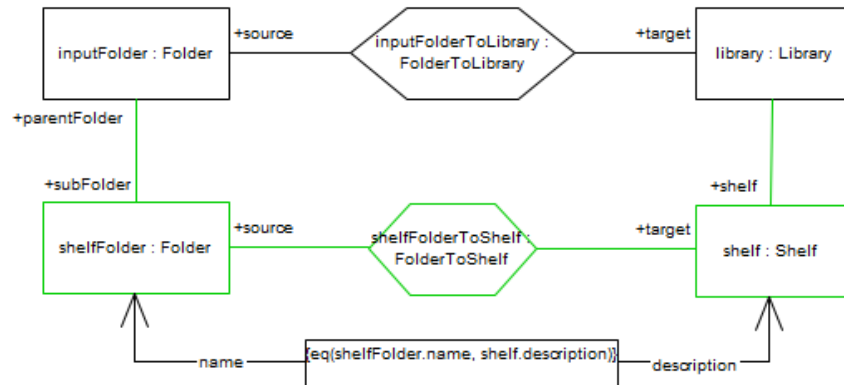 +source
inputFolderToLibrary :
FolderToLibrary
+target
inputFolder : Folder
library : Library
+parentFolder
+subFolder
+shelf
+source
shelfFolderToShelf :
FolderToShelf
+target
shelfFolder : Folder
shelf : Shelf
{eq(shelfFolder.name, shelf.description)}
name
description